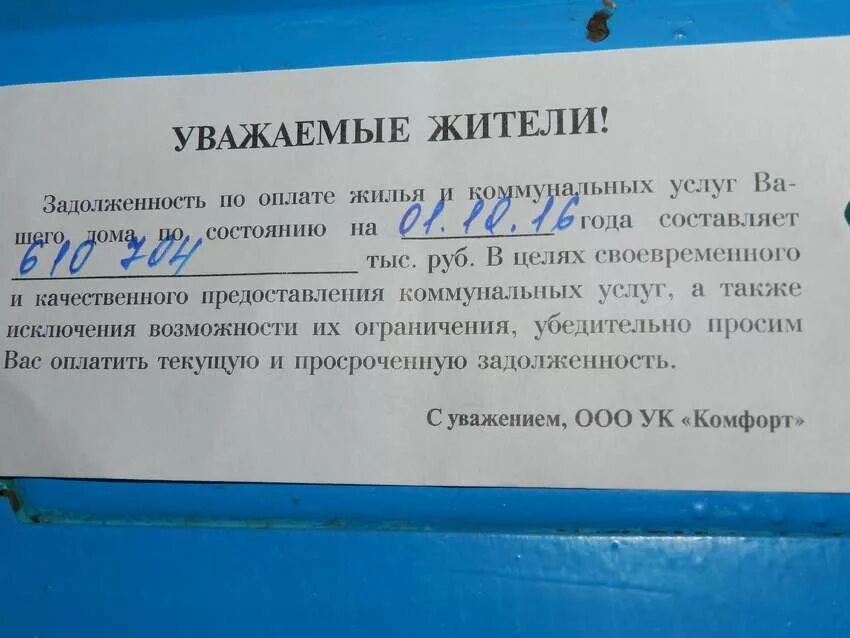 УВАЖАЕМЫЕ ЖИТЕЛИ!
Задолженность по оплате жилья и коммунальных услуг Ва-
шего дома по состоянию на 01.10.16 года составляет
610 704 тыс. руб. В целях своевременного
и качественного предоставления коммунальных услуг, а также
исключения возможности их ограничения, убедительно просим
Вас оплатить текущую и просроченную задолженность.
С уважением, ООО УК «Комфорт»